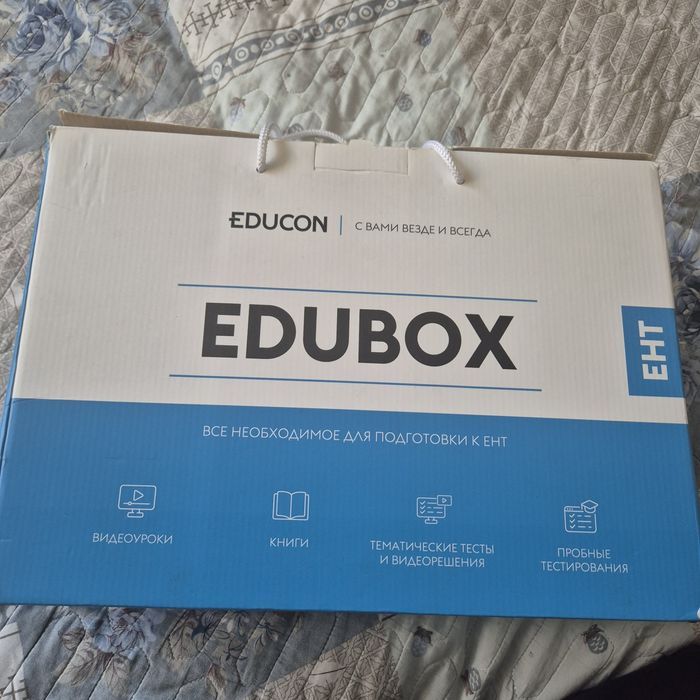 EDUCON | С ВАМИ ВЕЗДЕ И ВСЕГДА
EDUBOX
ЕНТ
ВСЕ НЕОБХОДИМОЕ ДЛЯ ПОДГОТОВКИ К ЕНТ
ВИДЕОУРОКИ
КНИГИ
ТЕМАТИЧЕСКИЕ ТЕСТЫ
И ВИДЕОРЕШЕНИЯ
ПРОБНЫЕ
ТЕСТИРОВАНИЯ